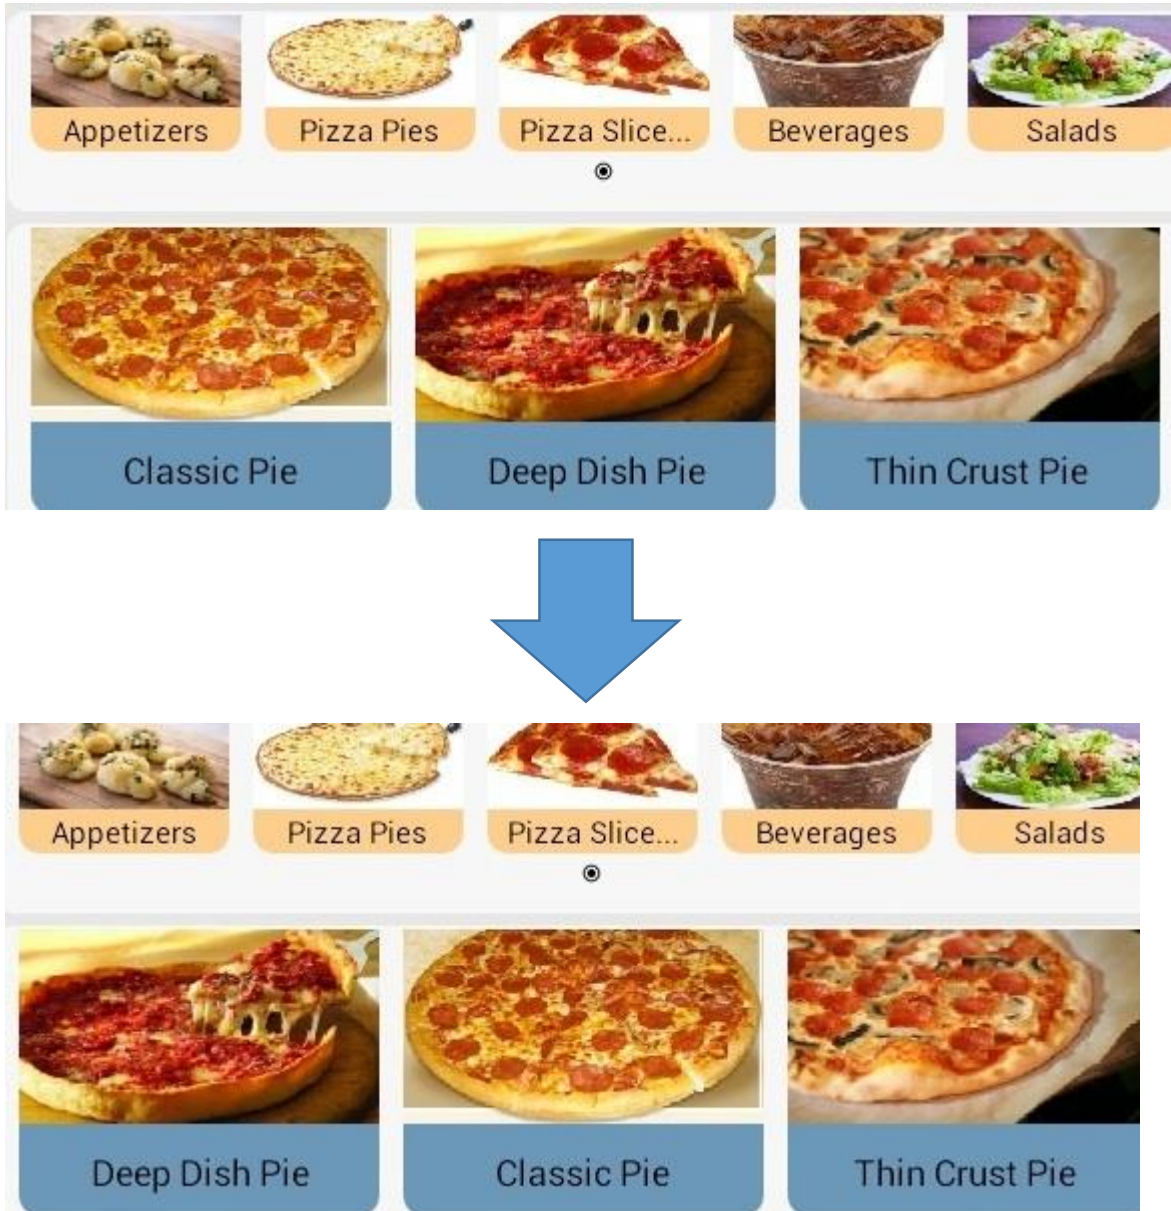 Appetizers Pizza Pies Pizza Slice... Beverages Salads
Classic Pie Deep Dish Pie Thin Crust Pie
Appetizers Pizza Pies Pizza Slice... Beverages Salads
Deep Dish Pie Classic Pie Thin Crust Pie